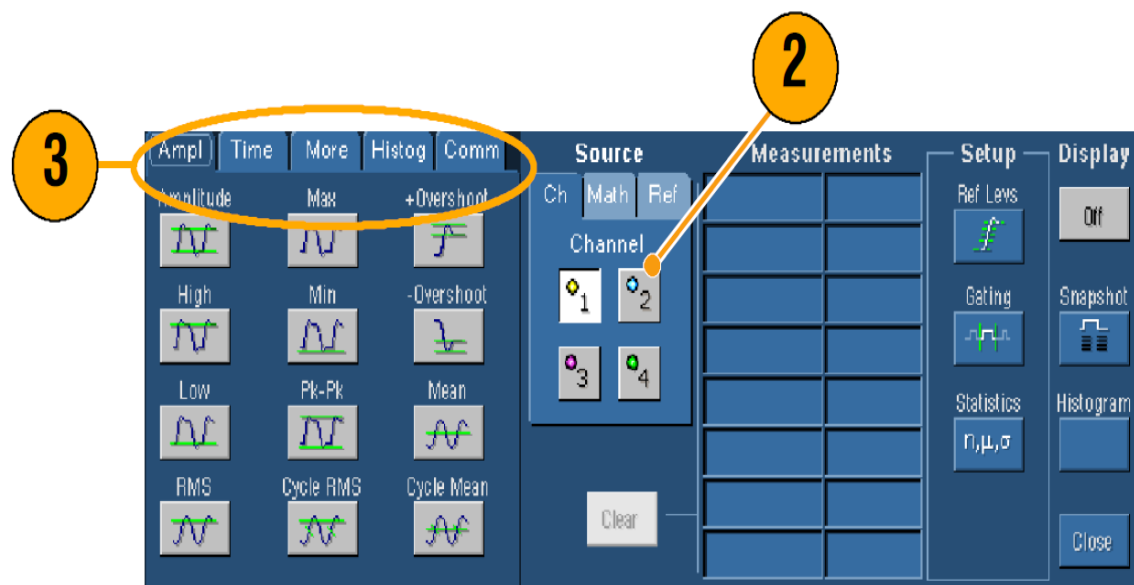 2
3
Ampl Time More Histog Comm
Source
Measurements
Setup
Display
Amplitude Max +Overshoot
Ch Math Ref
Ref Levs
Off
Channel
1 2
High Min -Overshoot
Gating
Snapshot
3 4
Low Pk-Pk Mean
Statistics
Histogram
n,μ,σ
RMS Cycle RMS Cycle Mean
Clear
Close